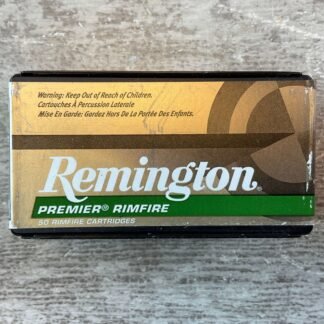 Warning: Keep Out of Reach of Children.
Cartouches À Percussion Laterale
Mise En Garde: Gardez Hors De La Portée Des Enfants.
Remington®
PREMIER® RIMFIRE
50 RIMFIRE CARTRIDGES